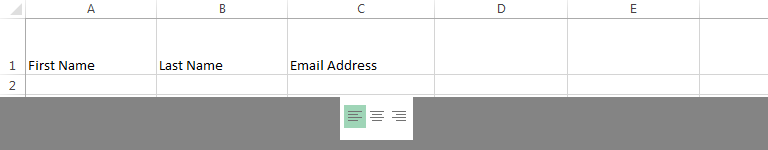 A B C D E
1 First Name Last Name Email Address
2